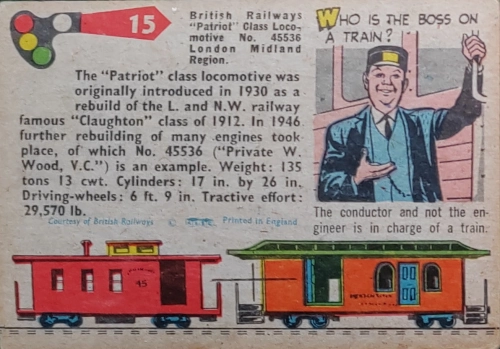 15
British Railways
"Patriot" Class Loco-
motive No. 45536
London Midland
Region.
The "Patriot" class locomotive was
originally introduced in 1930 as a
rebuild of the L. and N.W. railway
famous "Claughton" class of 1912. In 1946
further rebuilding of many engines took
place, of which No. 45536 ("Private W.
Wood, V.C.") is an example. Weight: 135
tons 13 cwt. Cylinders: 17 in. by 26 in.
Driving-wheels: 6 ft. 9 in. Tractive effort:
29,570 lb.
Courtesy of British Railways
Printed in England
WHO IS THE BOSS ON
A TRAIN?
The conductor and not the en-
gineer is in charge of a train.